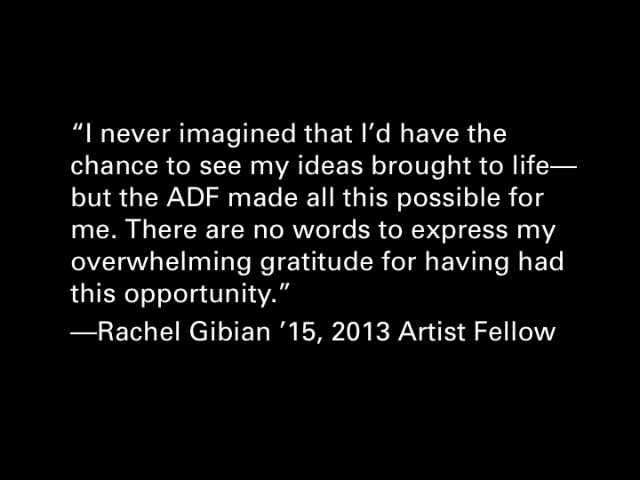 “I never imagined that I’d have the
chance to see my ideas brought to life—
but the ADF made all this possible for
me. There are no words to express my
overwhelming gratitude for having had
this opportunity.”
—Rachel Gibian ’15, 2013 Artist Fellow